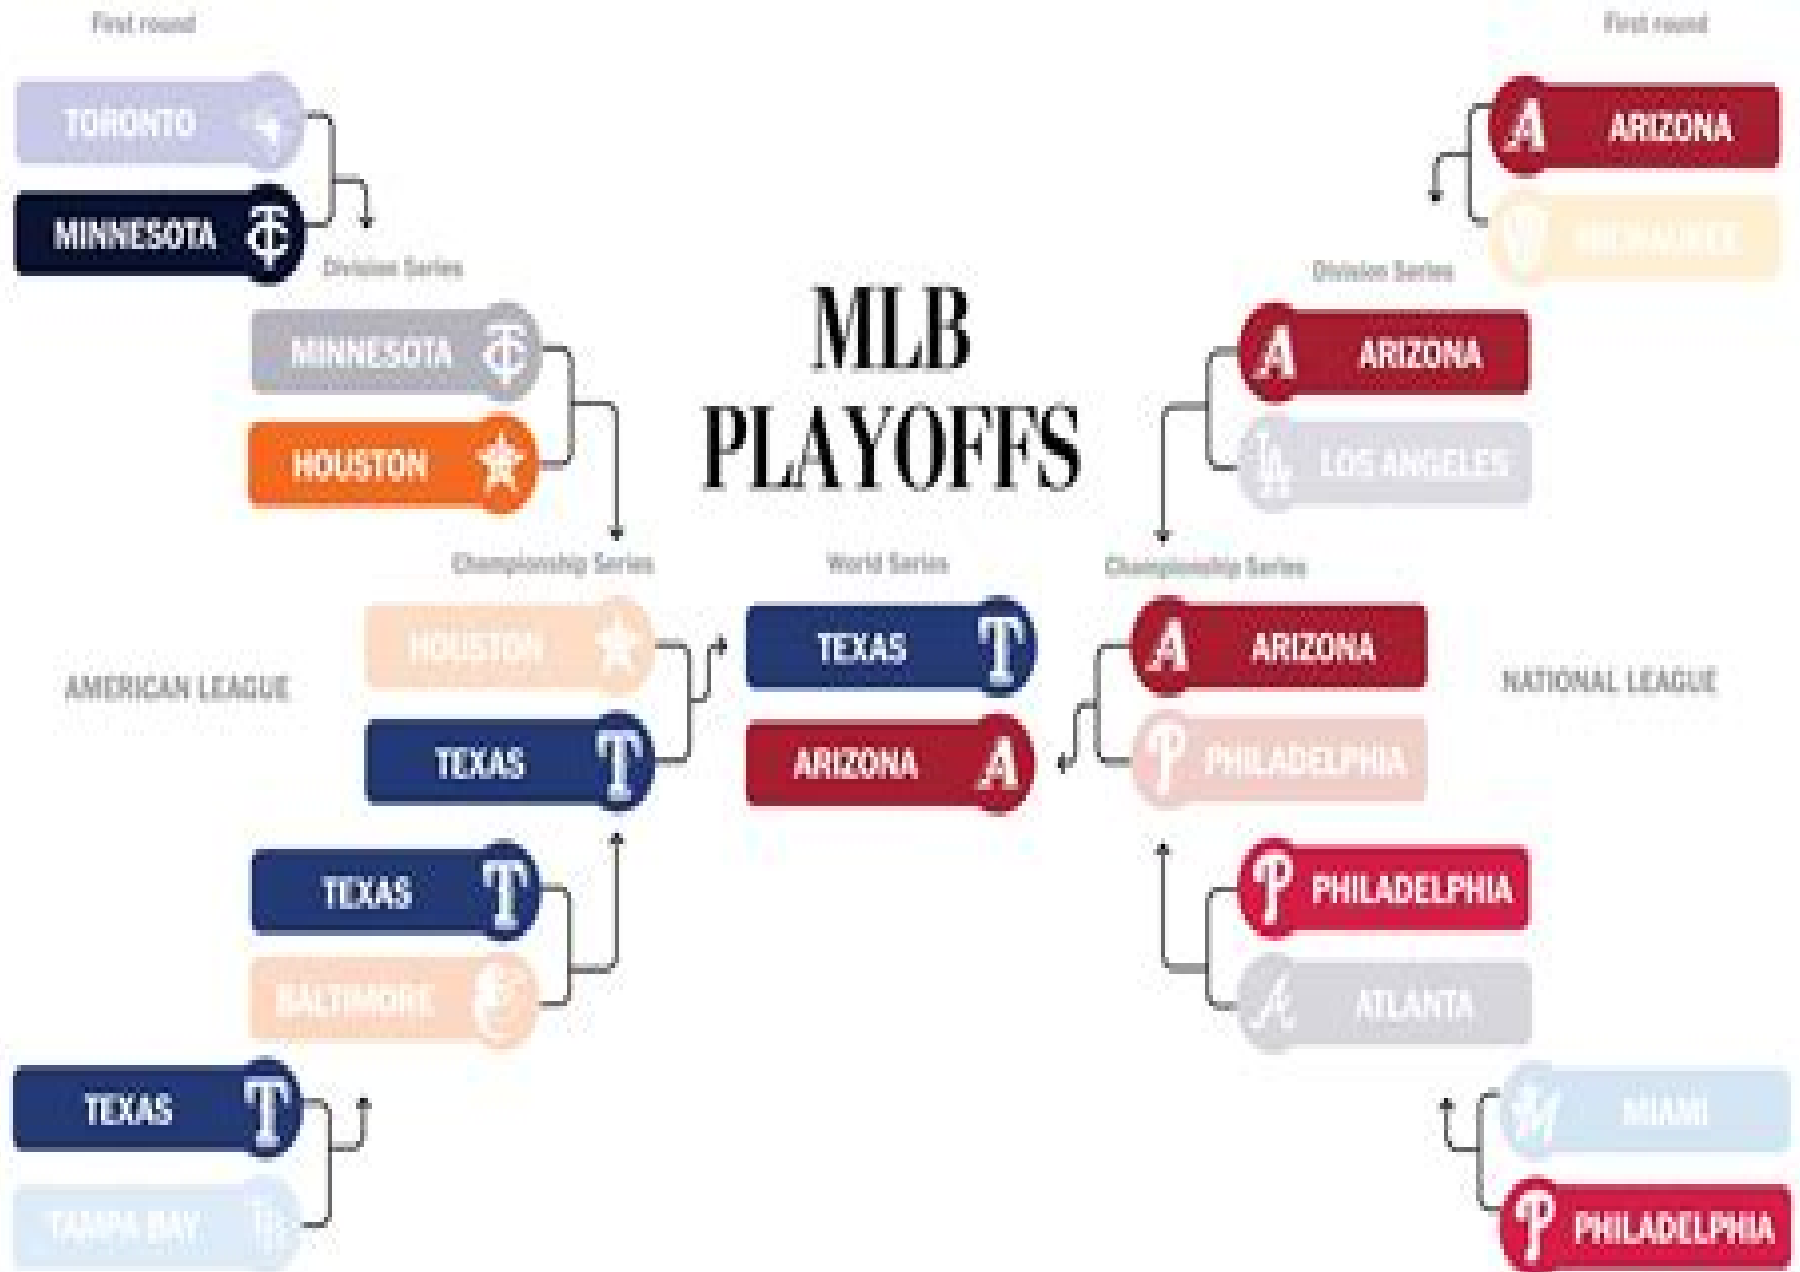 First round
First round
TORONTO
ARIZONA
MINNESOTA
MILWAUKEE
Division Series
Division Series
MLB
PLAYOFFS
MINNESOTA
ARIZONA
HOUSTON
LOS ANGELES
Championship Series
World Series
Championship Series
HOUSTON
TEXAS
ARIZONA
AMERICAN LEAGUE
NATIONAL LEAGUE
TEXAS
ARIZONA
PHILADELPHIA
TEXAS
PHILADELPHIA
BALTIMORE
ATLANTA
TEXAS
MIAMI
TAMPA BAY
PHILADELPHIA